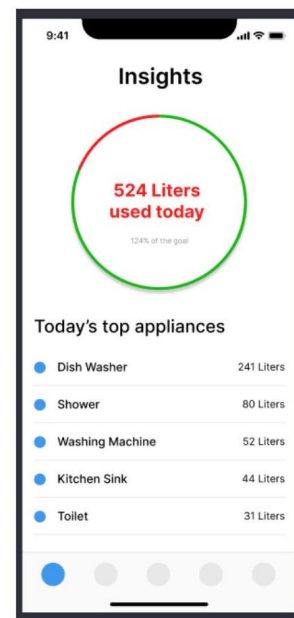 9:41
Insights
524 Liters
used today
124% of the goal
Today's top appliances
Dish Washer 241 Liters
Shower 80 Liters
Washing Machine 52 Liters
Kitchen Sink 44 Liters
Toilet 31 Liters